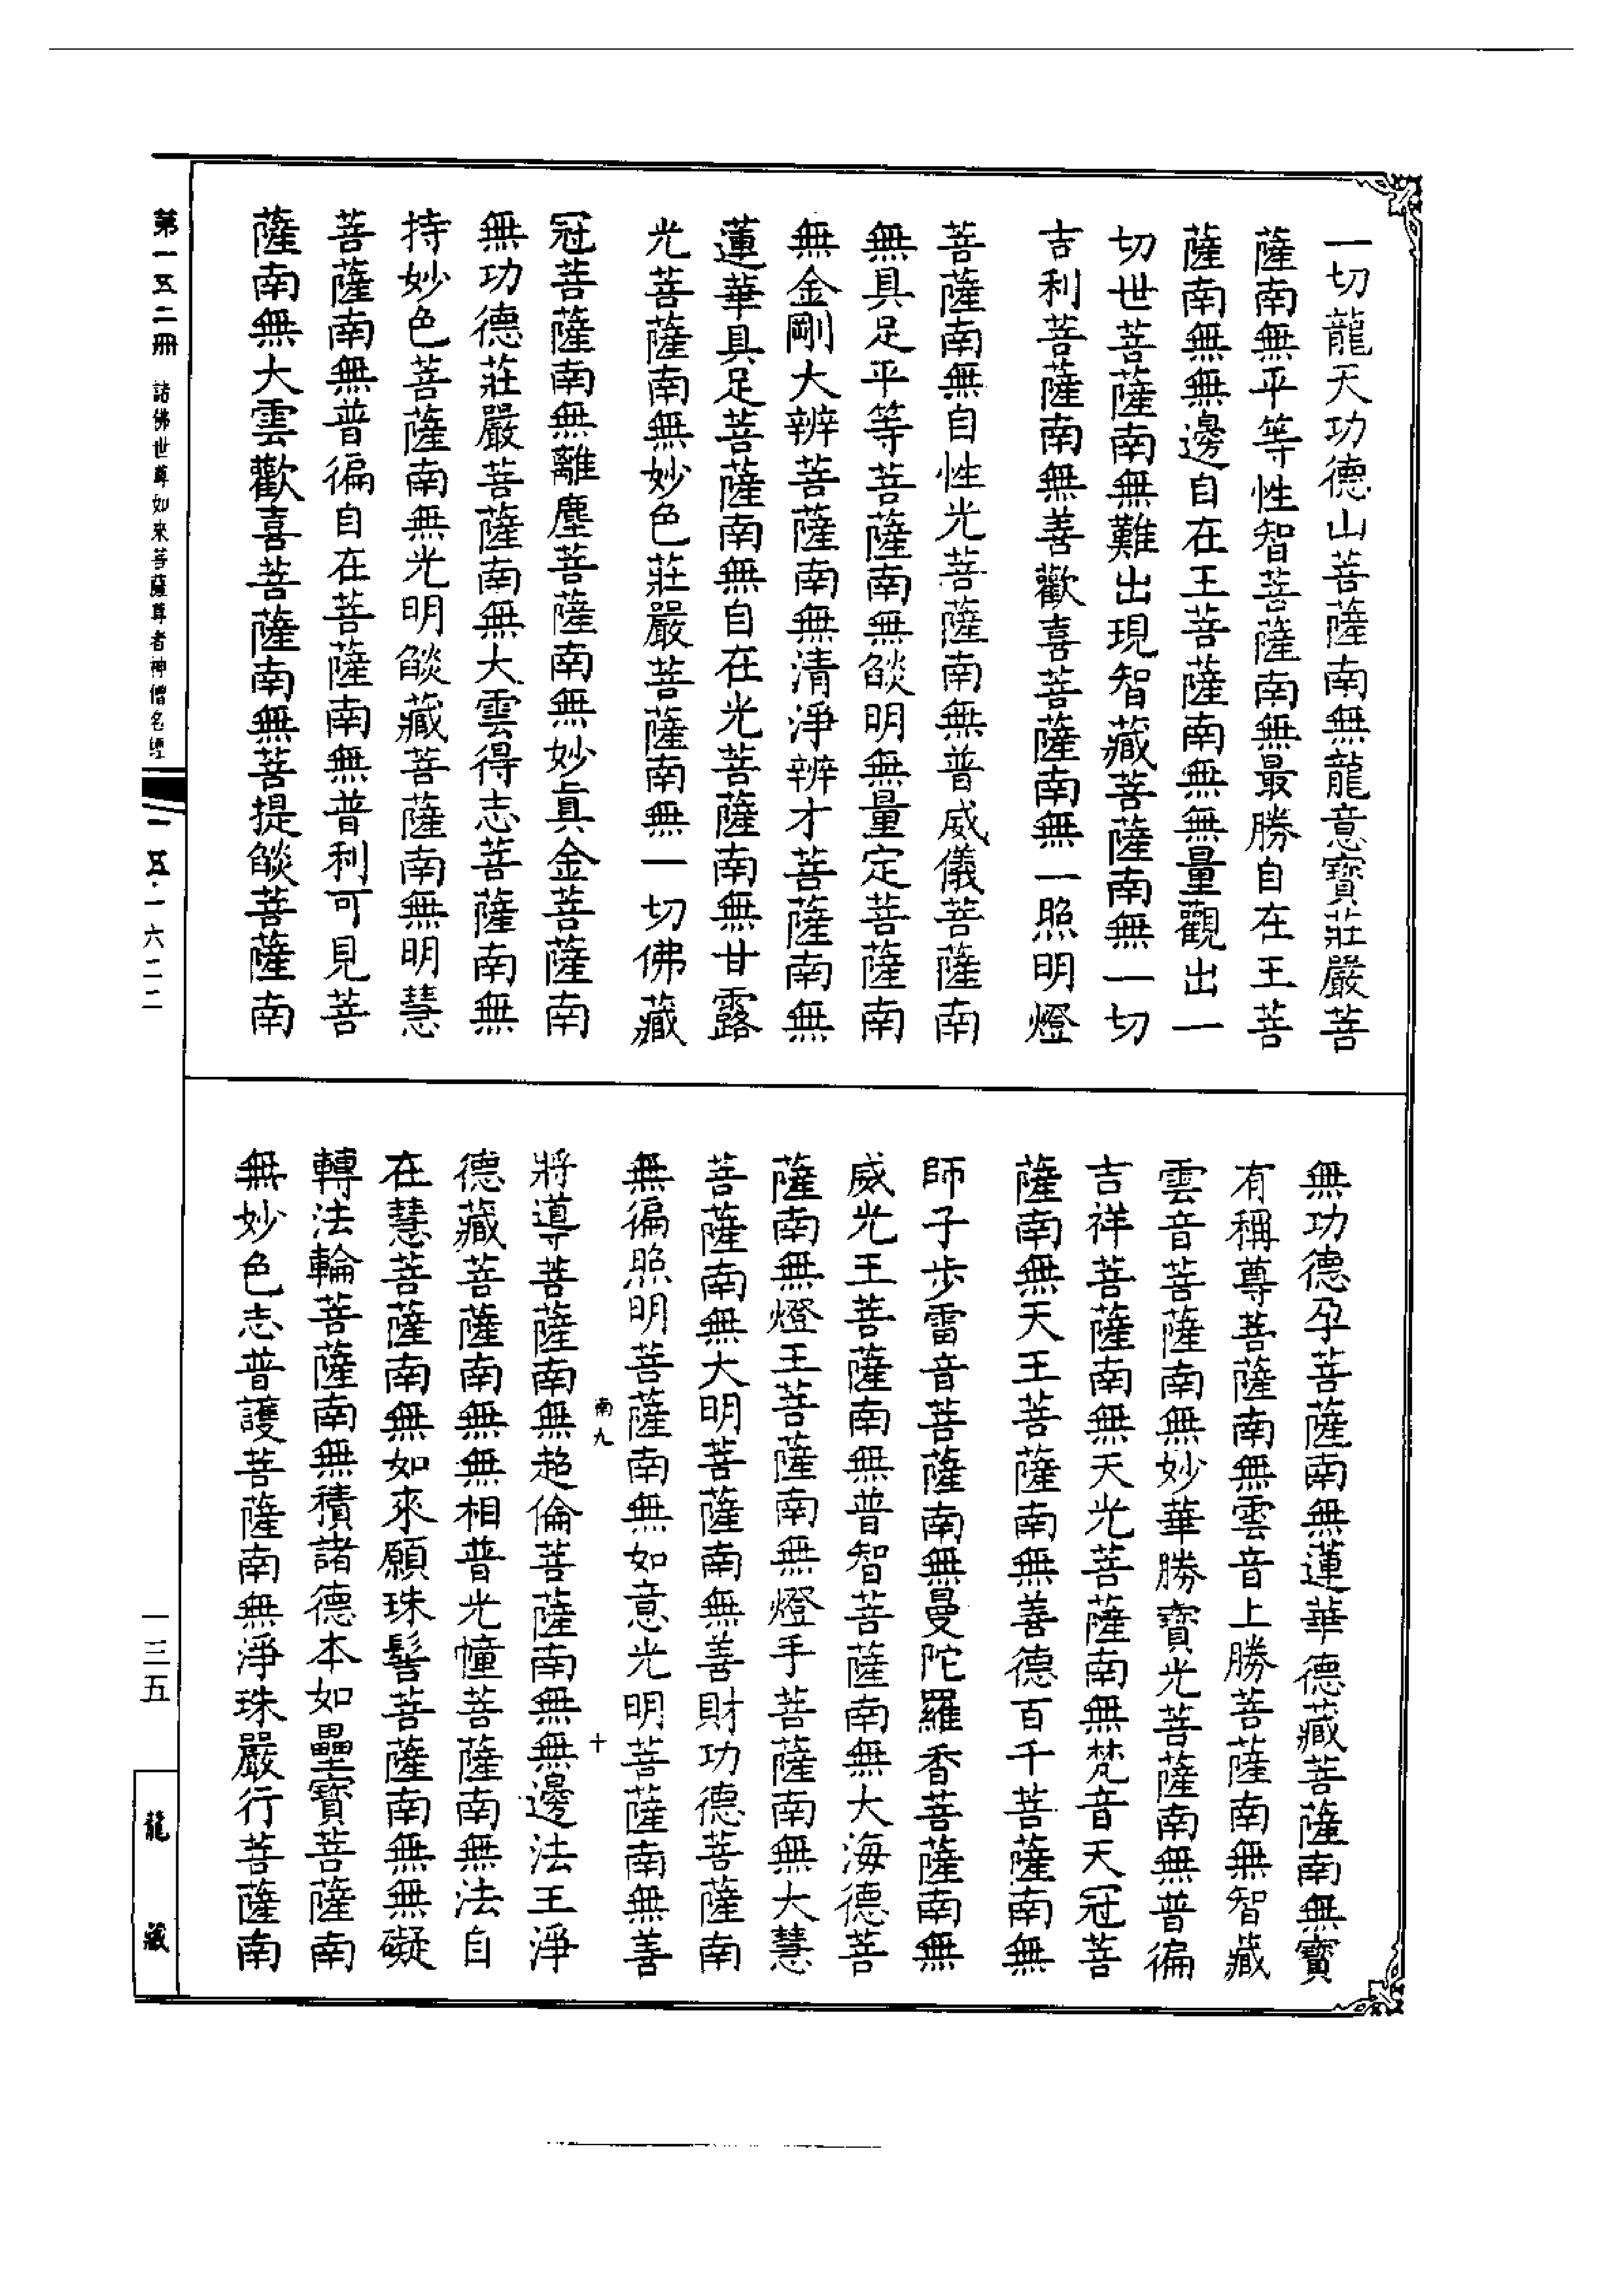 一切龍天功德山菩薩南無龍意寶莊嚴菩
薩南無平等性智菩薩南無最勝自在王菩
薩南無無邊自在王菩薩南無無量觀出一
切世菩薩南無難出現智藏菩薩南無一切
吉利菩薩南無善歡喜菩薩南無一照明燈
菩薩南無自性光菩薩南無普威儀菩薩南
無具足平等菩薩南無燄明無量定菩薩南
無金剛大辨菩薩南無清淨辨才菩薩南無
蓮華具足菩薩南無自在光菩薩南無甘露
光菩薩南無妙色莊嚴菩薩南無一切佛藏
冠菩薩南無離塵菩薩南無妙真金菩薩南
無功德莊嚴菩薩南無大雲得志菩薩南無
持妙色菩薩南無光明燄藏菩薩南無明慧
菩薩南無普徧自在菩薩南無普利可見菩
薩南無大雲歡喜菩薩南無菩提燄菩薩南
無功德孕菩薩南無蓮華德藏菩薩南無寶
有稱尊菩薩南無雲音上勝菩薩南無智藏
雲音菩薩南無妙華勝寶光菩薩南無普徧
吉祥菩薩南無天光菩薩南無梵音天冠菩
薩南無天王菩薩南無善德百千菩薩南無
師子步雷音菩薩南無曼陀羅香菩薩南無
威光王菩薩南無普智菩薩南無大海德菩
薩南無燈王菩薩南無燈手菩薩南無大慧
菩薩南無大明菩薩南無善財功德菩薩南
無徧照明菩薩南無如意光明菩薩南無善
南九 十
將導菩薩南無超倫菩薩南無無邊法王淨
德藏菩薩南無無相普光幢菩薩南無法自
在慧菩薩南無如來願珠髻菩薩南無無礙
轉法輪菩薩南無積諸德本如壘寶菩薩南
無妙色志普護菩薩南無淨珠嚴行菩薩南
第一五二冊 諸佛世尊如來菩薩尊者神僧名經
一五·一六二二
一三五
龍藏